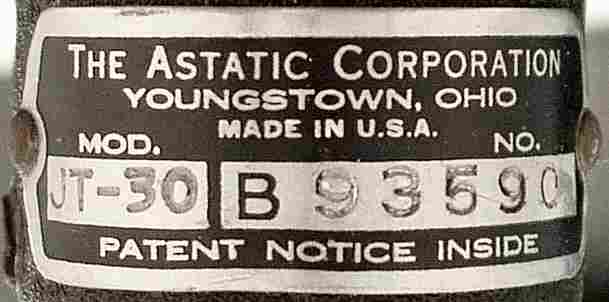 THE ASTATIC CORPORATION
YOUNGSTOWN, OHIO
MADE IN U.S.A.
MOD. NO.
JT-30 B 93590
PATENT NOTICE INSIDE